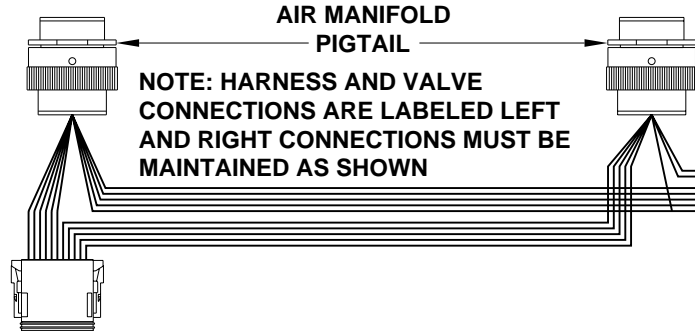 AIR MANIFOLD
PIGTAIL
NOTE: HARNESS AND VALVE
CONNECTIONS ARE LABELED LEFT
AND RIGHT CONNECTIONS MUST BE
MAINTAINED AS SHOWN